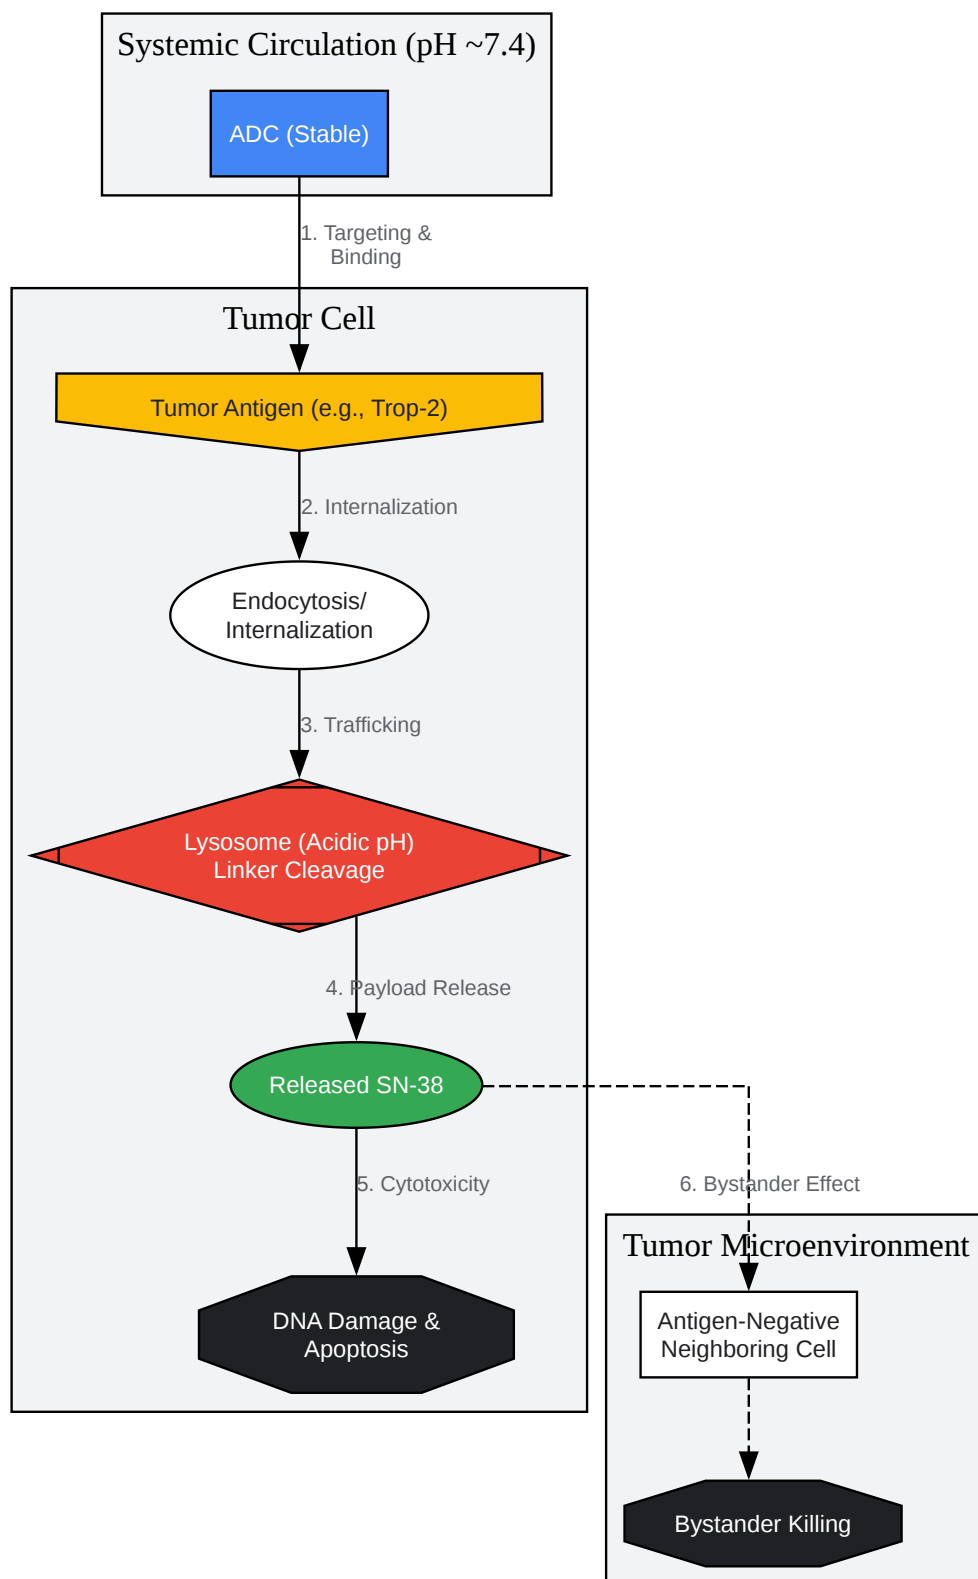 Systemic Circulation (pH ~7.4)
ADC (Stable)
1. Targeting &
Binding
Tumor Cell
Tumor Antigen (e.g., Trop-2)
2. Internalization
Endocytosis/
Internalization
3. Trafficking
Lysosome (Acidic pH)
Linker Cleavage
4. Payload Release
Released SN-38
5. Cytotoxicity
6. Bystander Effect
Tumor Microenvironment
DNA Damage &
Apoptosis
Antigen-Negative
Neighboring Cell
Bystander Killing